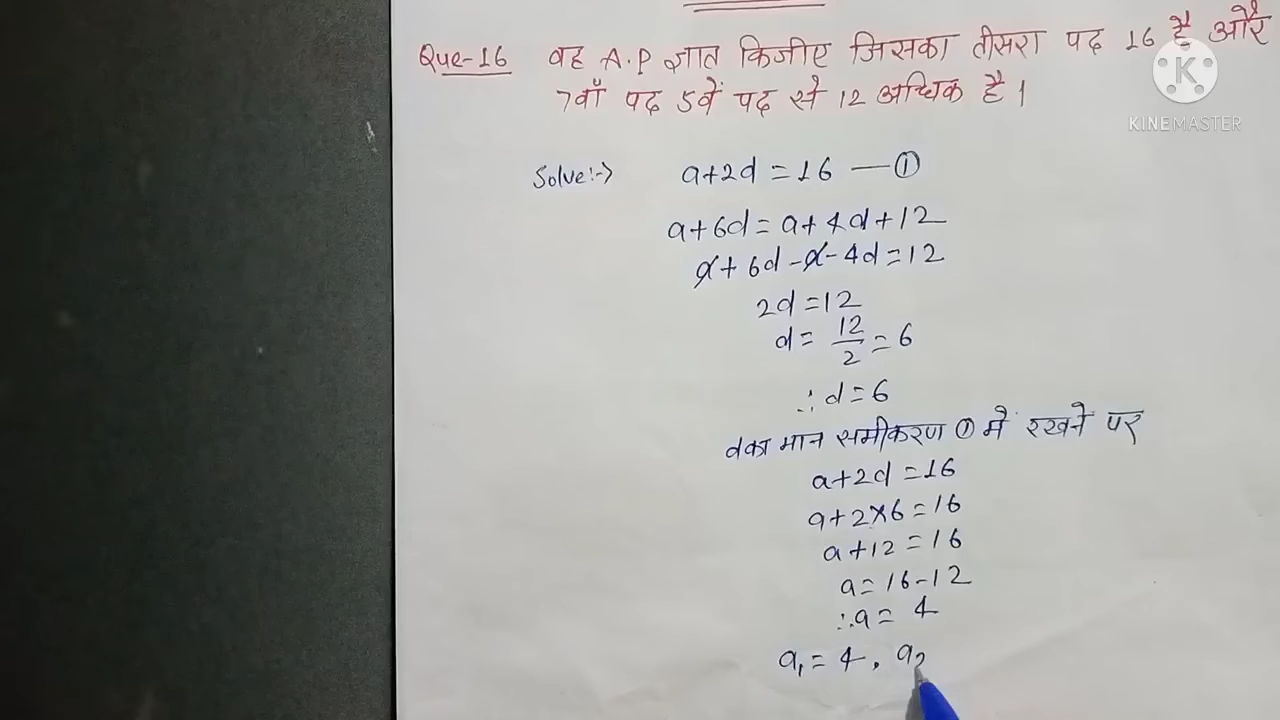 Que-16 वह A.P ज्ञात किजीए जिसका तीसरा पद 16 है और
7वाँ पद 5वें पद से 12 अधिक है।
KINEMASTER
Solve:->
a+2d=16 —①
a+6d=a+4d+12
a+6d-a-4d=12
2d=12
d=12/2=6
∴d=6
dका मान समीकरण ① में रखने पर
a+2d=16
a+2×6=16
a+12=16
a=16-12
∴a=4
a₁=4, a₂